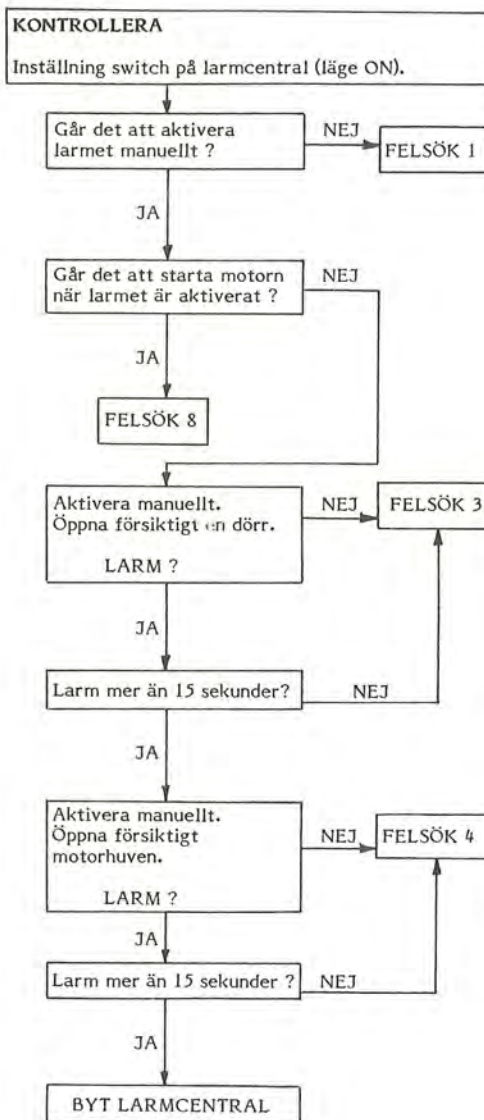 KONTROLLERA
Inställning switch på larmcentral (läge ON).
Går det att aktivera
larmet manuellt ?
NEJ
FELSÖK 1
JA
Går det att starta motorn
när larmet är aktiverat ?
NEJ
JA
FELSÖK 8
Aktivera manuellt.
Öppna försiktigt en dörr.
LARM ?
NEJ
FELSÖK 3
JA
Larm mer än 15 sekunder?
NEJ
JA
Aktivera manuellt.
Öppna försiktigt
motorhuven.
LARM ?
NEJ
FELSÖK 4
JA
Larm mer än 15 sekunder ?
NEJ
JA
BYT LARMCENTRAL